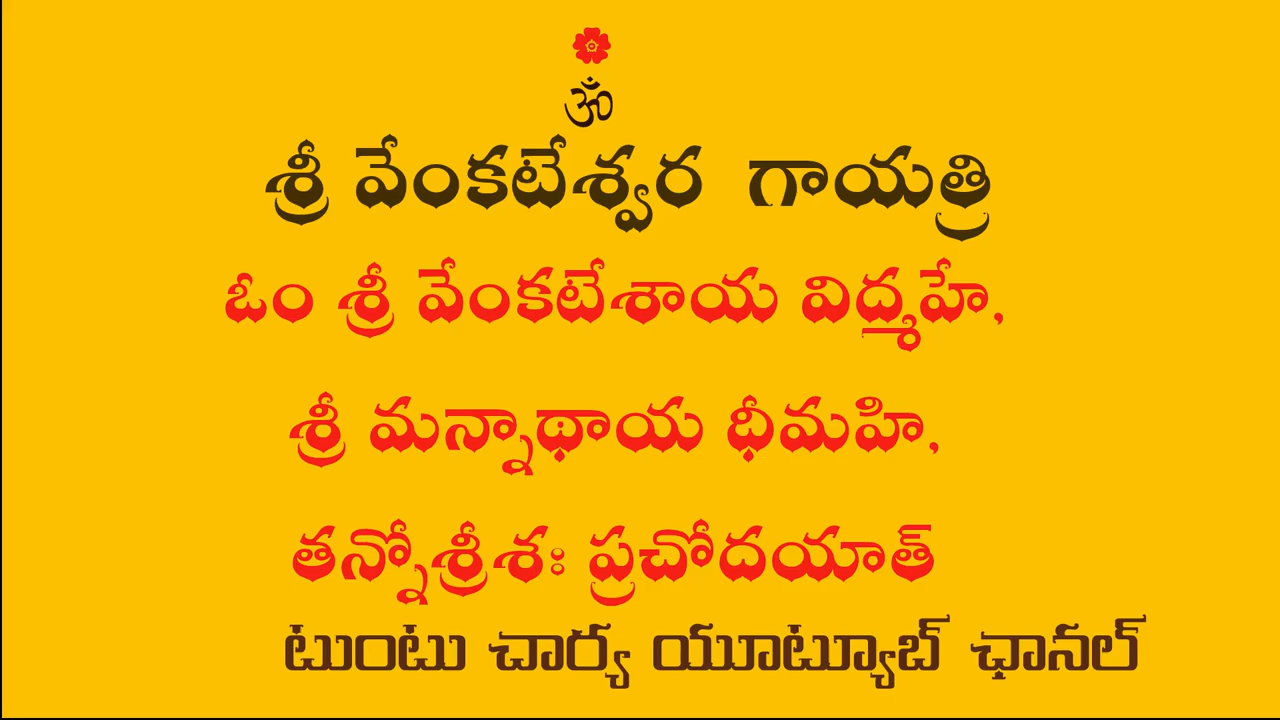 ॐ
శ్రీ వేంకటేశ్వర గాయత్రి
ఓం శ్రీ వేంకటేశాయ విద్మహే,
శ్రీ మన్నాథాయ ధీమహి,
తన్నోశ్రీశః ప్రచోదయాత్
టుంటు చార్య యూట్యూబ్ ఛానల్